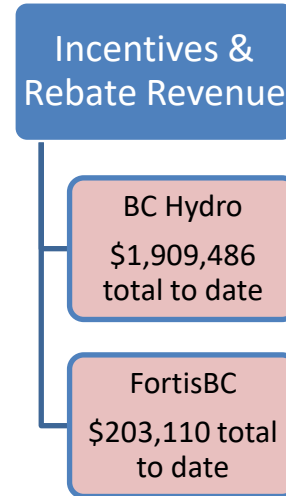 Incentives &
Rebate Revenue
BC Hydro
$1,909,486
total to date
FortisBC
$203,110 total
to date